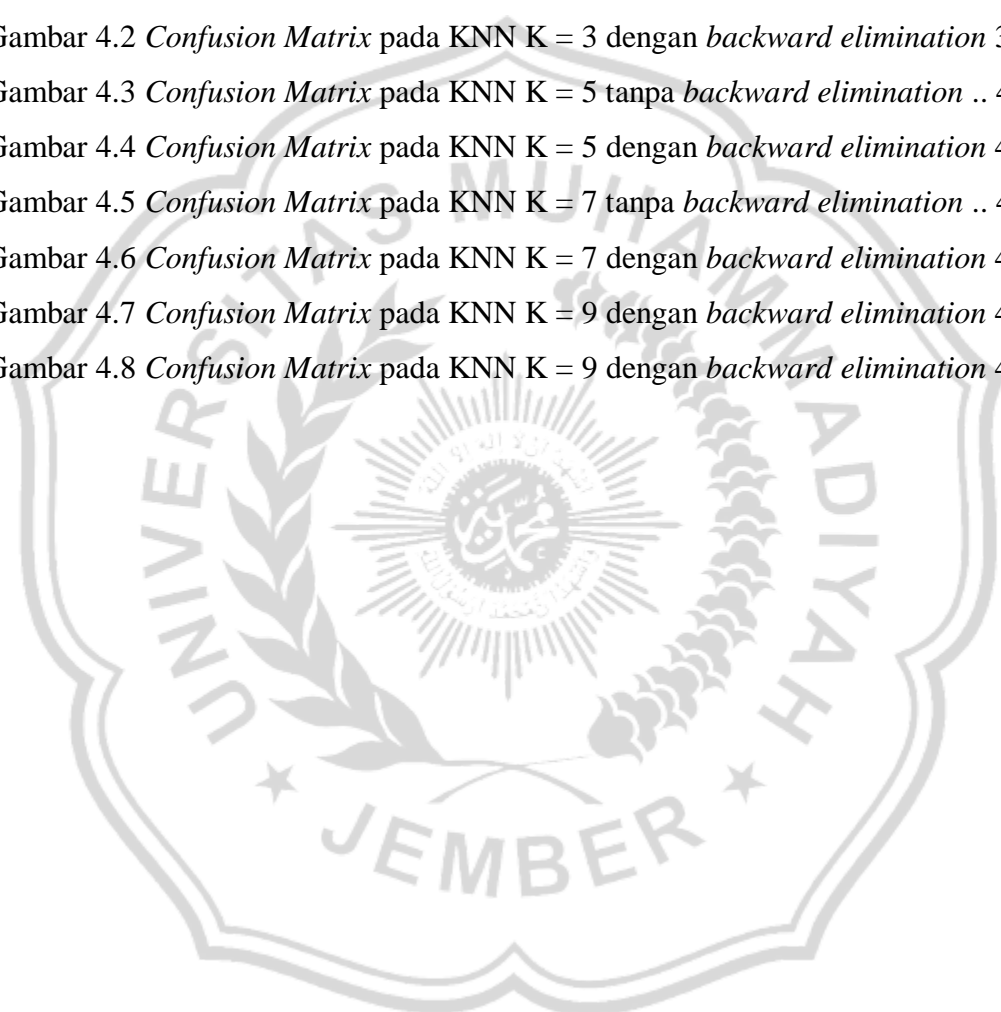 Gambar 4.2 Confusion Matrix pada KNN K = 3 dengan backward elimination 3
Gambar 4.3 Confusion Matrix pada KNN K = 5 tanpa backward elimination .. 4
Gambar 4.4 Confusion Matrix pada KNN K = 5 dengan backward elimination 4
Gambar 4.5 Confusion Matrix pada KNN K = 7 tanpa backward elimination .. 4
Gambar 4.6 Confusion Matrix pada KNN K = 7 dengan backward elimination 4
Gambar 4.7 Confusion Matrix pada KNN K = 9 dengan backward elimination 4
Gambar 4.8 Confusion Matrix pada KNN K = 9 dengan backward elimination 4
UNIVERSITAS MUHAMMADIYAH
JEMBER